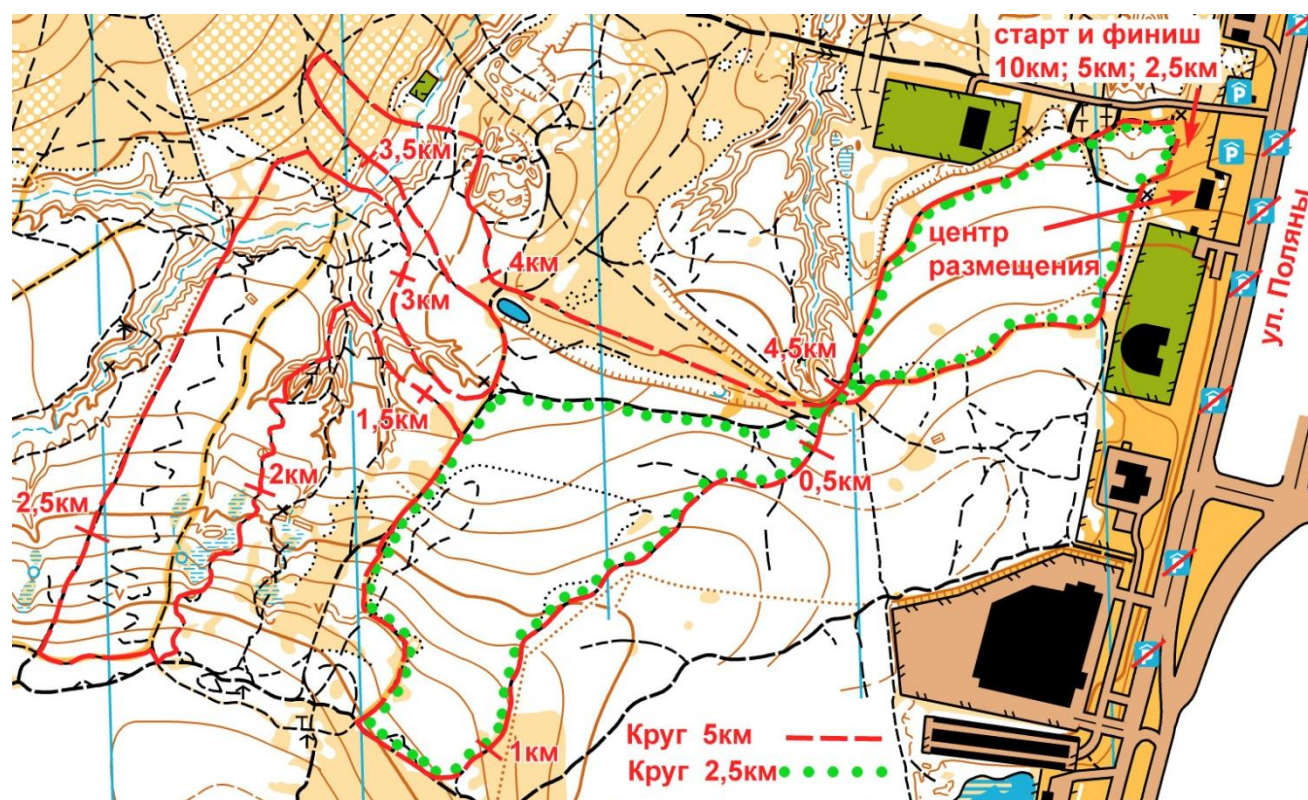 старт и финиш
10км; 5км; 2,5км
P
P
P
3,5км
центр
размещения
P
4км
3км
P
ул. Поляны
4,5км
1,5км
P
2км
0,5км
2,5км
P
P
1км
Круг 5км
Круг 2,5км